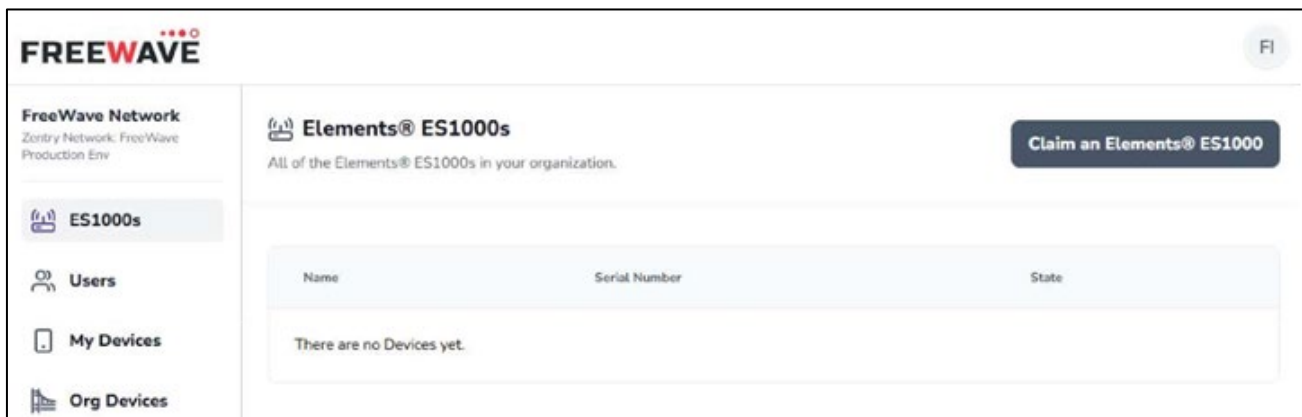 FREEWAVE
FI
FreeWave Network
Zentry Network: FreeWave
Production Env
Elements® ES1000s
All of the Elements® ES1000s in your organization.
Claim an Elements® ES1000
ES1000s
Users
My Devices
Org Devices
Name
Serial Number
State
There are no Devices yet.